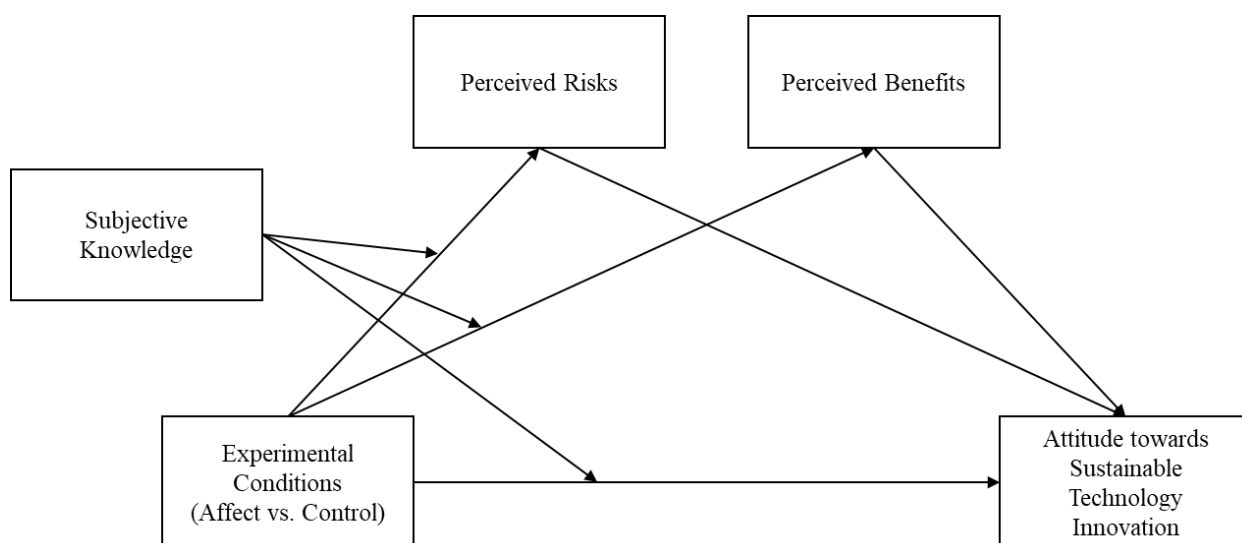 Perceived Risks
Perceived Benefits
Subjective
Knowledge
Experimental
Conditions
(Affect vs. Control)
Attitude towards
Sustainable
Technology
Innovation